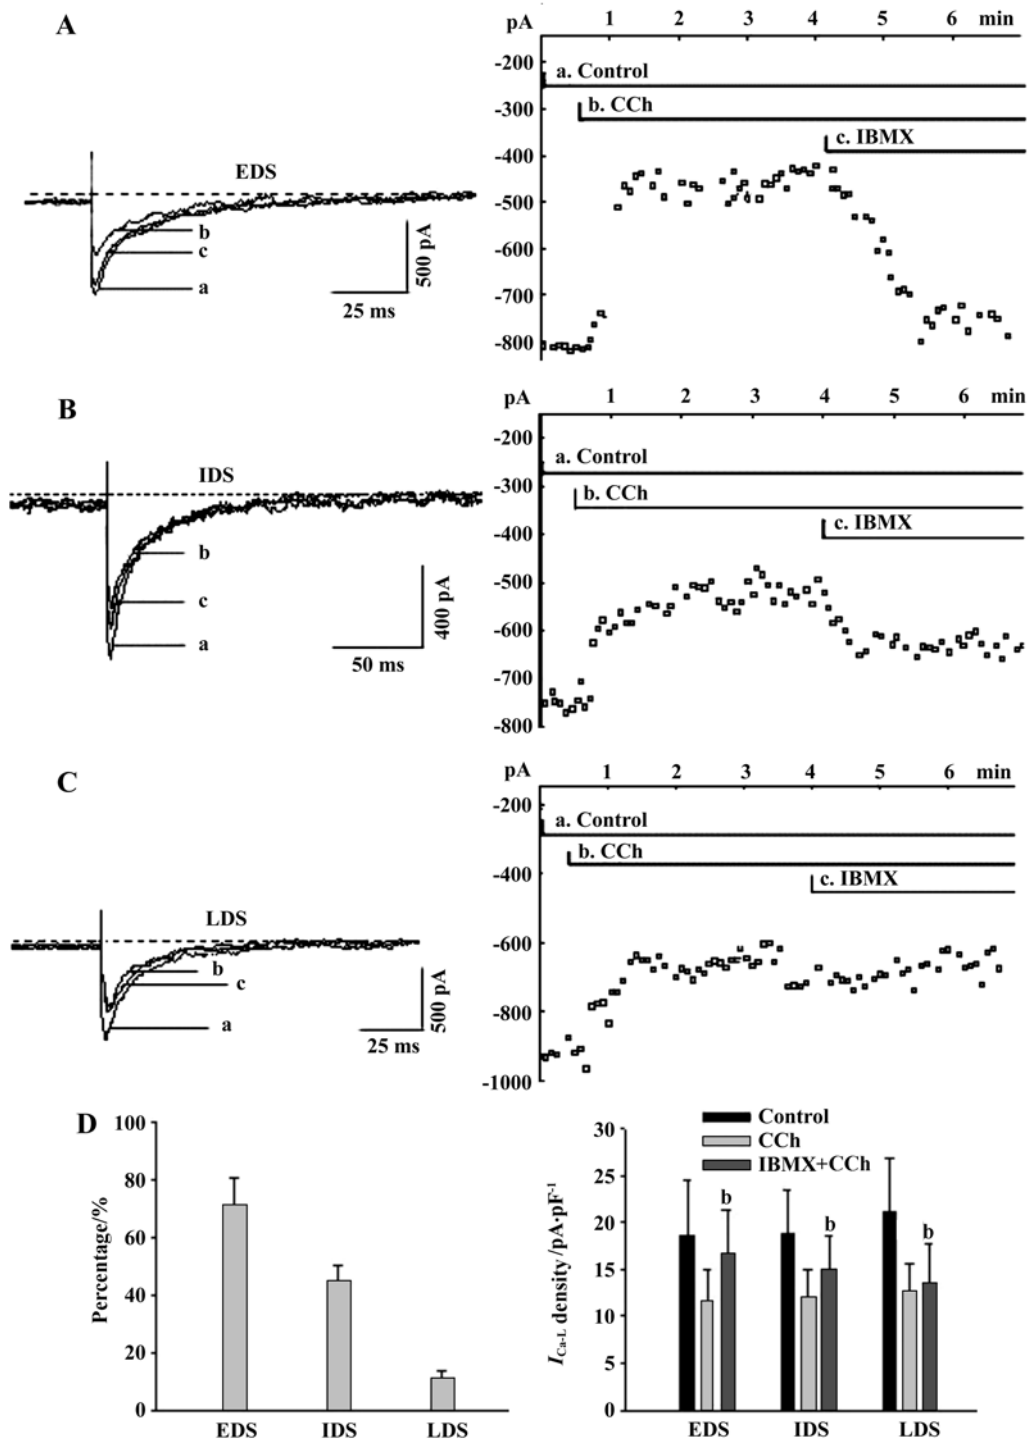 A
EDS
b
c
a
500 pA
25 ms
pA 1 2 3 4 5 6 min
-200
a. Control
-300
b. CCh
-400
c. IBMX
-500
-600
-700
-800
B
IDS
b
c
a
400 pA
50 ms
pA 1 2 3 4 5 6 min
-200
a. Control
-300
b. CCh
-400
c. IBMX
-500
-600
-700
-800
C
LDS
b
c
a
500 pA
25 ms
pA 1 2 3 4 5 6 min
-200
a. Control
b. CCh
-400
c. IBMX
-600
-800
-1000
D
Percentage/%
100
80
60
40
20
0
EDS IDS LDS
Control
CCh
IBMX+CCh
I Ca-L density/pA·pF-1
30
25
20
15
10
5
0
b b b
EDS IDS LDS